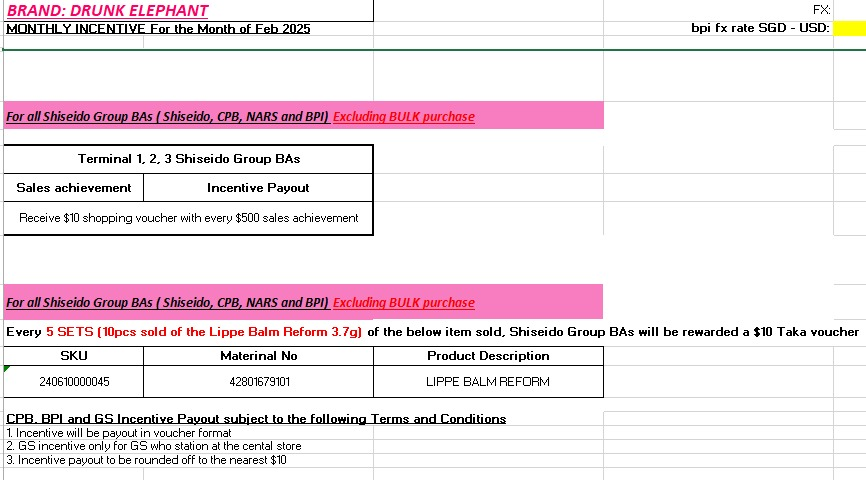 BRAND: DRUNK ELEPHANT
FX:
MONTHLY INCENTIVE For the Month of Feb 2025
bpi fx rate SGD - USD:
For all Shiseido Group BAs ( Shiseido, CPB, NARS and BPI) Excluding BULK purchase
Terminal 1, 2, 3 Shiseido Group BAs
Sales achievement Incentive Payout
Receive $10 shopping voucher with every $500 sales achievement
For all Shiseido Group BAs ( Shiseido, CPB, NARS and BPI) Excluding BULK purchase
Every 5 SETS (10pcs sold of the Lippe Balm Reform 3.7g) of the below item sold, Shiseido Group BAs will be rewarded a $10 Taka voucher
SKU Materinal No Product Description
240610000045 42801679101 LIPPE BALM REFORM
CPB, BPI and GS Incentive Payout subject to the following Terms and Conditions
1. Incentive will be payout in voucher format
2. GS incentive only for GS who station at the cental store
3. Incentive payout to be rounded off to the nearest $10